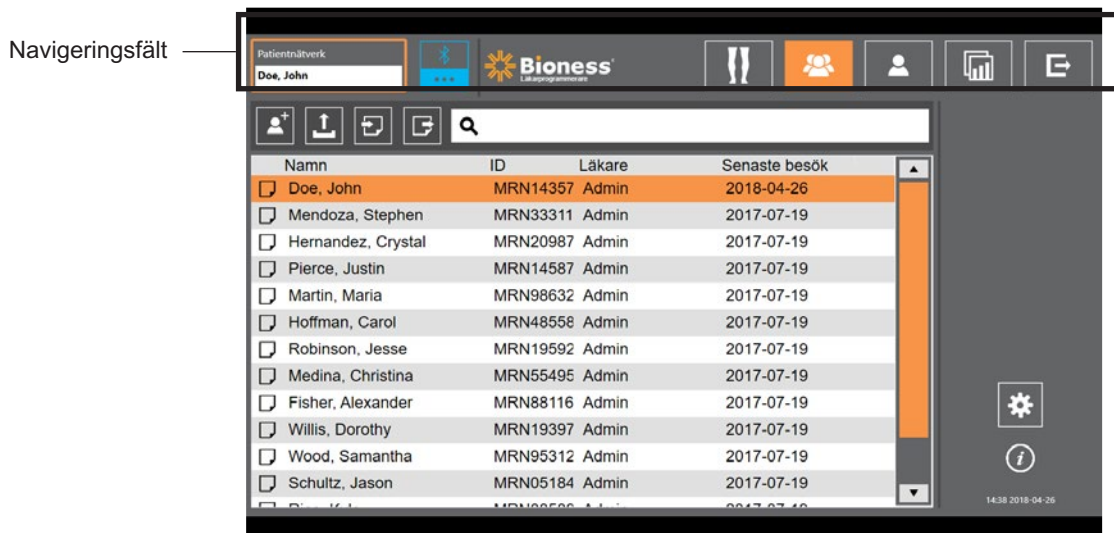 Navigeringsfält
Patientnätverk
Doe, John
Bioness
Läkarprogrammerare
Namn ID Läkare Senaste besök
Doe, John MRN14357 Admin 2018-04-26
Mendoza, Stephen MRN33311 Admin 2017-07-19
Hernandez, Crystal MRN20987 Admin 2017-07-19
Pierce, Justin MRN14587 Admin 2017-07-19
Martin, Maria MRN98632 Admin 2017-07-19
Hoffman, Carol MRN48558 Admin 2017-07-19
Robinson, Jesse MRN19592 Admin 2017-07-19
Medina, Christina MRN55495 Admin 2017-07-19
Fisher, Alexander MRN88116 Admin 2017-07-19
Willis, Dorothy MRN19397 Admin 2017-07-19
Wood, Samantha MRN95312 Admin 2017-07-19
Schultz, Jason MRN05184 Admin 2017-07-19
14:38 2018-04-26